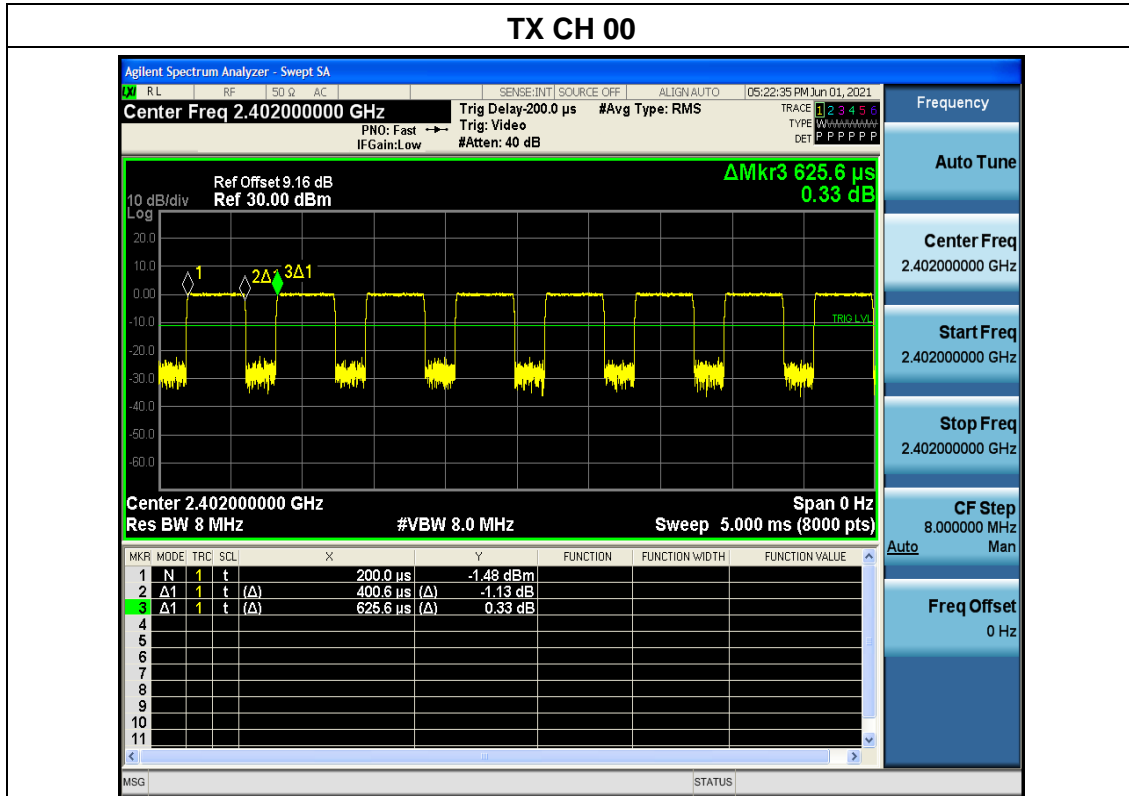 TX CH 00
Agilent Spectrum Analyzer - Swept SA
LXI RL RF 50 Ω AC SENSE:INT SOURCE OFF ALIGN AUTO 05:22:35 PM Jun 01, 2021
Center Freq 2.402000000 GHz
PNO: Fast
IFGain:Low
Trig Delay-200.0 µs
Trig: Video
#Atten: 40 dB
#Avg Type: RMS
TRACE 1 2 3 4 5 6
TYPE WWWWWW
DET P P P P P P
ΔMkr3 625.6 µs
0.33 dB
10 dB/div
Log
Ref Offset 9.16 dB
Ref 30.00 dBm
20.0
10.0
0.00
-10.0
-20.0
-30.0
-40.0
-50.0
-60.0
1
2Δ1
3Δ1
TRIG LVL
Center 2.402000000 GHz Span 0 Hz
Res BW 8 MHz #VBW 8.0 MHz Sweep 5.000 ms (8000 pts)
MKR MODE TRC SCL X Y FUNCTION FUNCTION WIDTH FUNCTION VALUE
1 N 1 t 200.0 µs -1.48 dBm
2 Δ1 1 t (Δ) 400.6 µs (Δ) -1.13 dB
3 Δ1 1 t (Δ) 625.6 µs (Δ) 0.33 dB
4
5
6
7
8
9
10
11
MSG STATUS
Frequency
Auto Tune
Center Freq
2.402000000 GHz
Start Freq
2.402000000 GHz
Stop Freq
2.402000000 GHz
CF Step
8.000000 MHz
Auto Man
Freq Offset
0 Hz